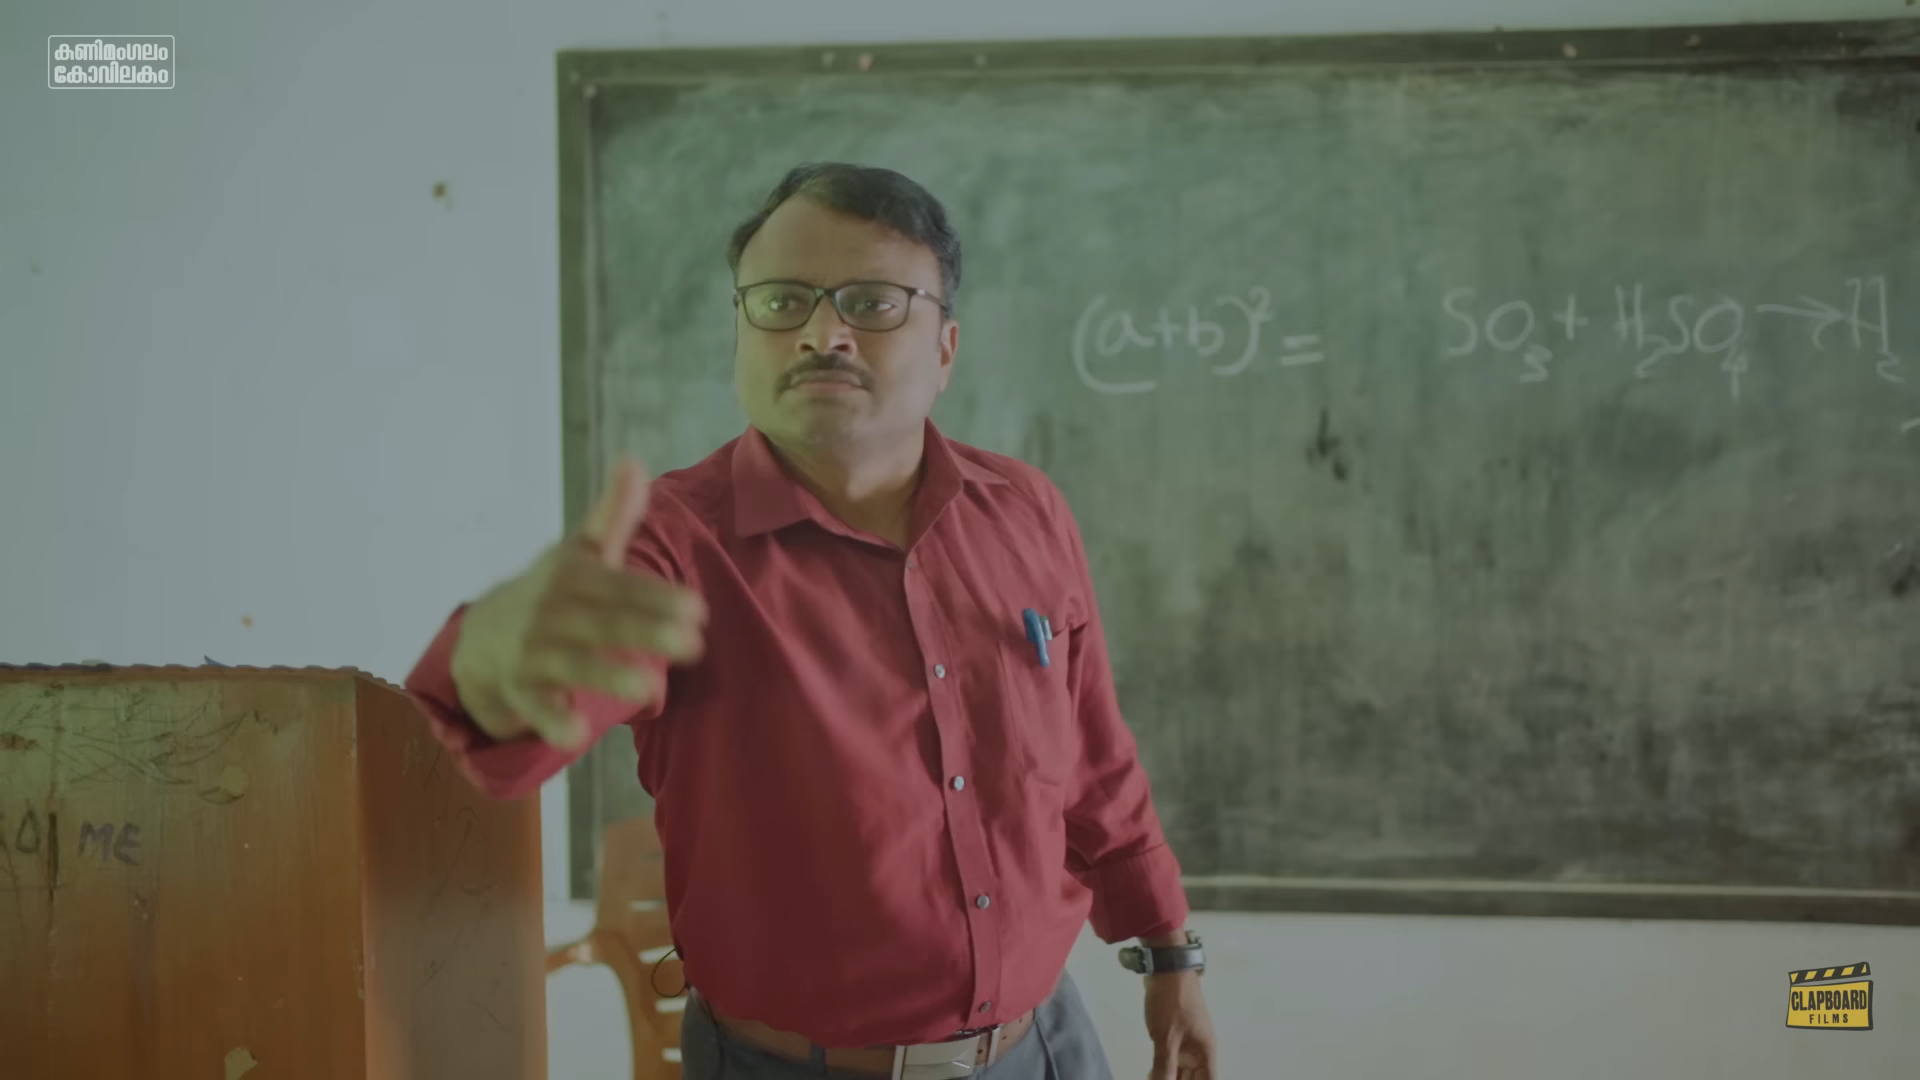 കണിമംഗലം
കോവിലകം
(a+b)² =
SO₃ + H₂SO₄ → H₂
ME
CLAPBOARD
FILMS